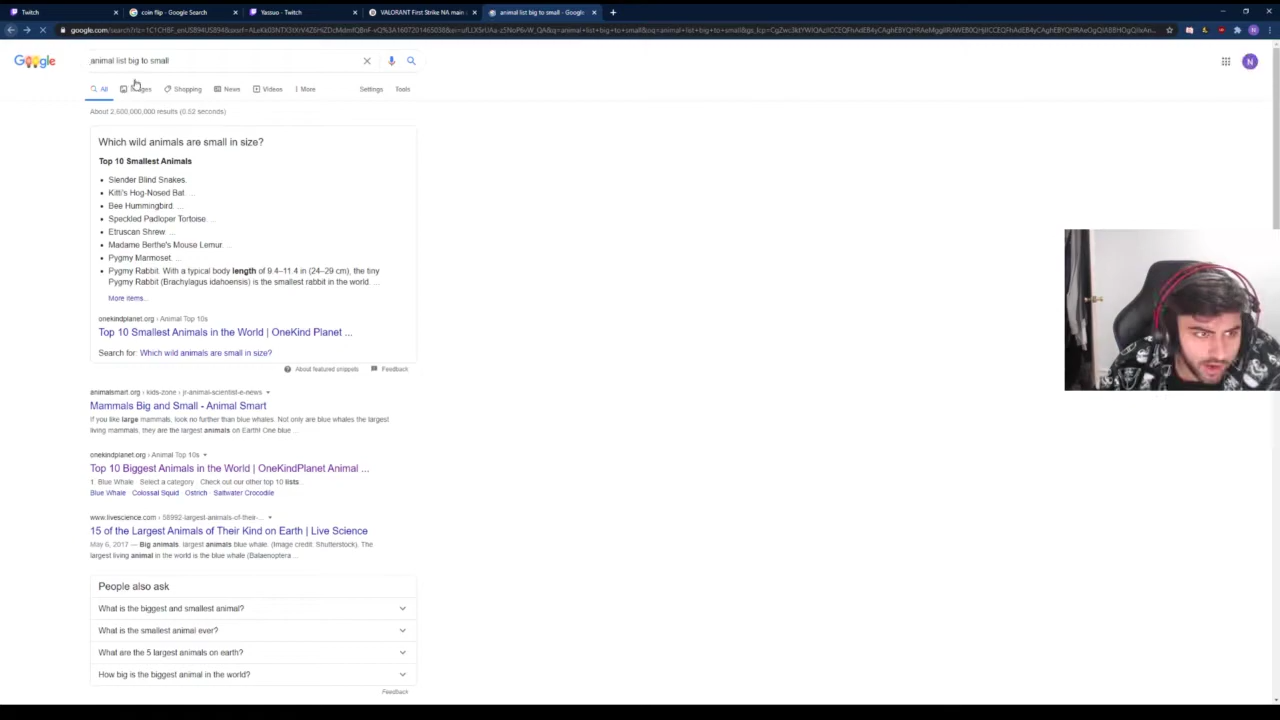 Twitch
coin flip - Google Search
Yassuo - Twitch
VALORANT First Strike NA main
animal list big to small - Google
Google
animal list big to small
All
Images
Shopping
News
Videos
More
Settings
Tools
N
About 2,600,000,000 results (0.52 seconds)
Which wild animals are small in size?
Top 10 Smallest Animals
Slender Blind Snakes.
Kitti's Hog-Nosed Bat. ...
Bee Hummingbird. ...
Speckled Padloper Tortoise. ...
Etruscan Shrew. ...
Madame Berthe's Mouse Lemur. ...
Pygmy Marmoset. ...
Pygmy Rabbit. With a typical body length of 9.4–11.4 in (24–29 cm), the tiny
Pygmy Rabbit (Brachylagus idahoensis) is the smallest rabbit in the world. ...
More items...
onekindplanet.org › Animal Top 10s
Top 10 Smallest Animals in the World | OneKind Planet ...
Search for: Which wild animals are small in size?
About featured snippets
Feedback
animalsmart.org › kids-zone › jr-animal-scientist-e-news
Mammals Big and Small - Animal Smart
If you like large mammals, look no further than blue whales. Not only are blue whales the largest
living mammals, they are the largest animals on Earth! One blue ...
onekindplanet.org › Animal Top 10s
Top 10 Biggest Animals in the World | OneKindPlanet Animal ...
1 Blue Whale · Select a category · Check out our other top 10 lists.
Blue Whale · Colossal Squid · Ostrich · Saltwater Crocodile
www.livescience.com › 58992-largest-animals-of-their-...
15 of the Largest Animals of Their Kind on Earth | Live Science
May 6, 2017 — Big animals. largest animals blue whale. (Image credit: Shutterstock). The
largest living animal in the world is the blue whale (Balaenoptera ...
People also ask
What is the biggest and smallest animal?
What is the smallest animal ever?
What are the 5 largest animals on earth?
How big is the biggest animal in the world?
Feedback